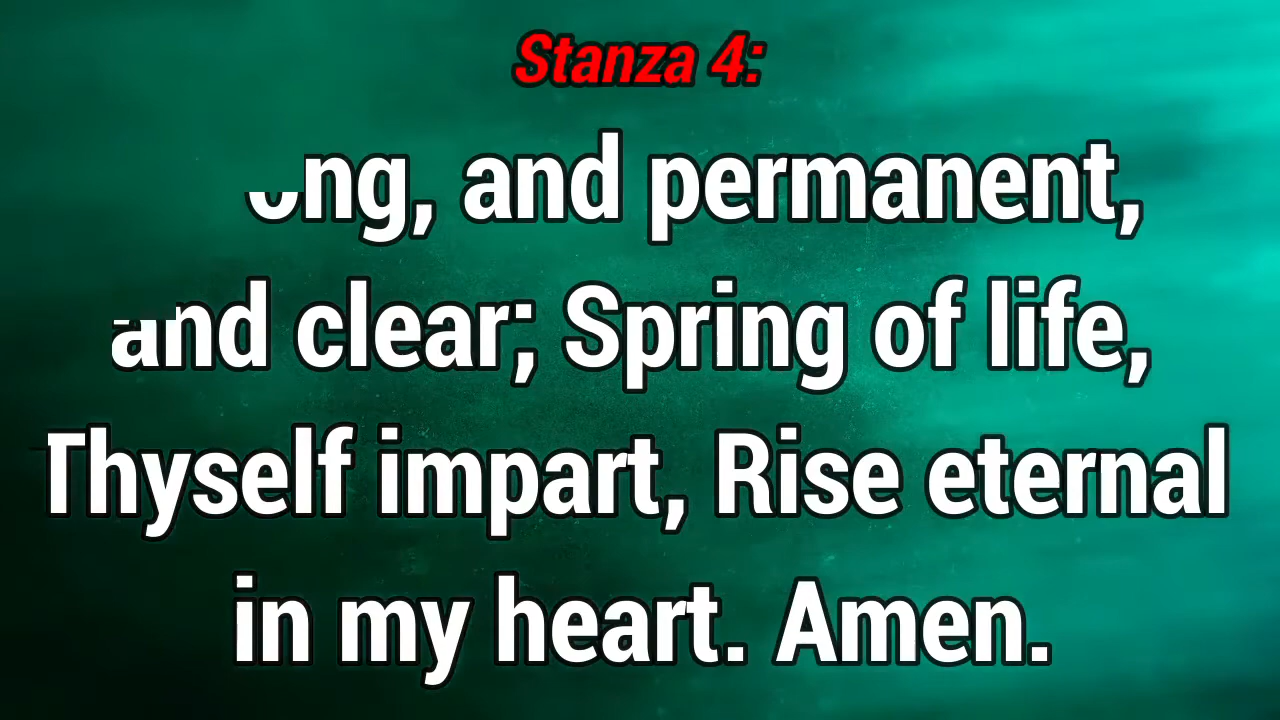 Stanza 4:
and permanent,
and clear; Spring of life,
Thyself impart, Rise eternal
in my heart. Amen.